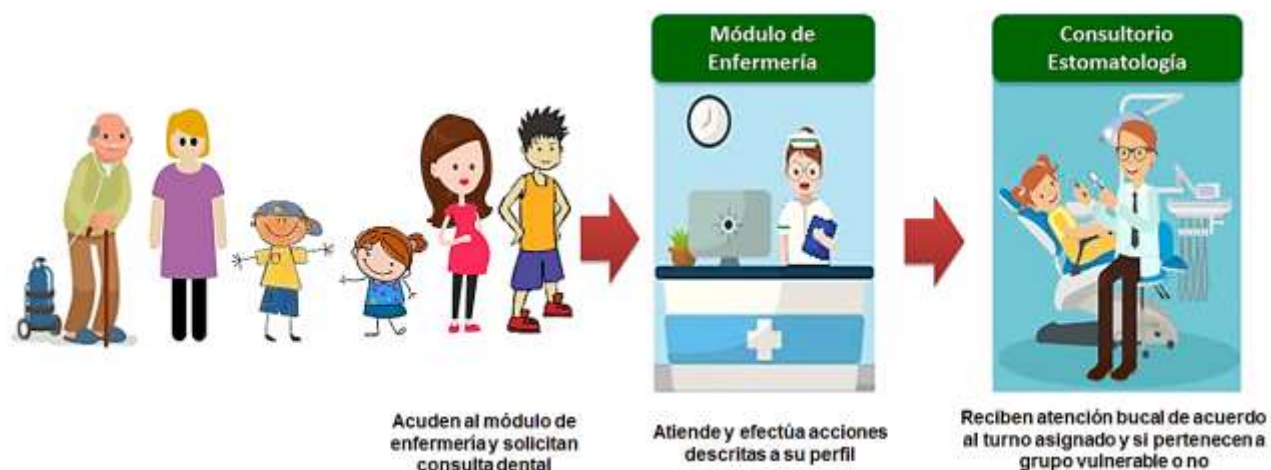 Módulo de
Enfermería
Consultorio
Estomatología
Acuden al módulo de
enfermería y solicitan
consulta dental
Atiende y efectúa acciones
descritas a su perfil
Reciben atención bucal de acuerdo
al turno asignado y si pertenecen a
grupo vulnerable o no